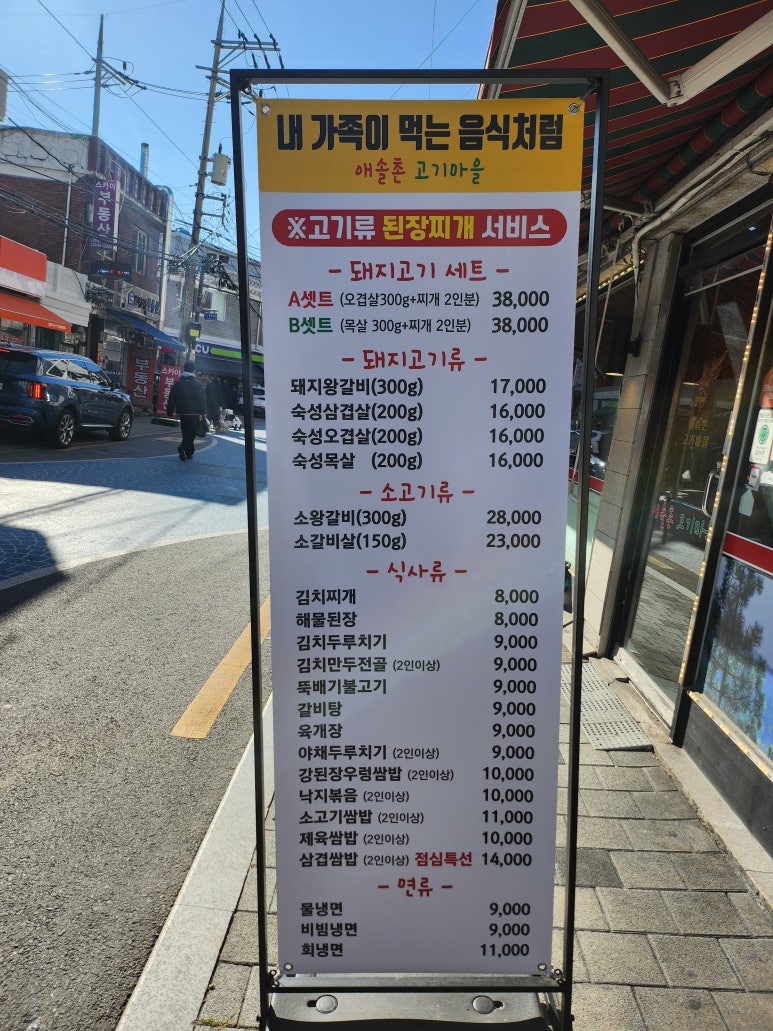 내 가족이 먹는 음식처럼
애솔촌 고기마을
※고기류 된장찌개 서비스
- 돼지고기 세트 -
A셋트 (오겹살300g+찌개 2인분) 38,000
B셋트 (목살 300g+찌개 2인분) 38,000
- 돼지고기류 -
돼지왕갈비(300g) 17,000
숙성삼겹살(200g) 16,000
숙성오겹살(200g) 16,000
숙성목살 (200g) 16,000
- 소고기류 -
소왕갈비(300g) 28,000
소갈비살(150g) 23,000
- 식사류 -
김치찌개 8,000
해물된장 8,000
김치두루치기 9,000
김치만두전골 (2인이상) 9,000
뚝배기불고기 9,000
갈비탕 9,000
육개장 9,000
야채두루치기 (2인이상) 9,000
강된장우렁쌈밥 (2인이상) 10,000
낙지볶음 (2인이상) 10,000
소고기쌈밥 (2인이상) 11,000
제육쌈밥 (2인이상) 10,000
삼겹쌈밥 (2인이상) 점심특선 14,000
- 면류 -
물냉면 9,000
비빔냉면 9,000
회냉면 11,000
스카이
부동산
부동산
CU